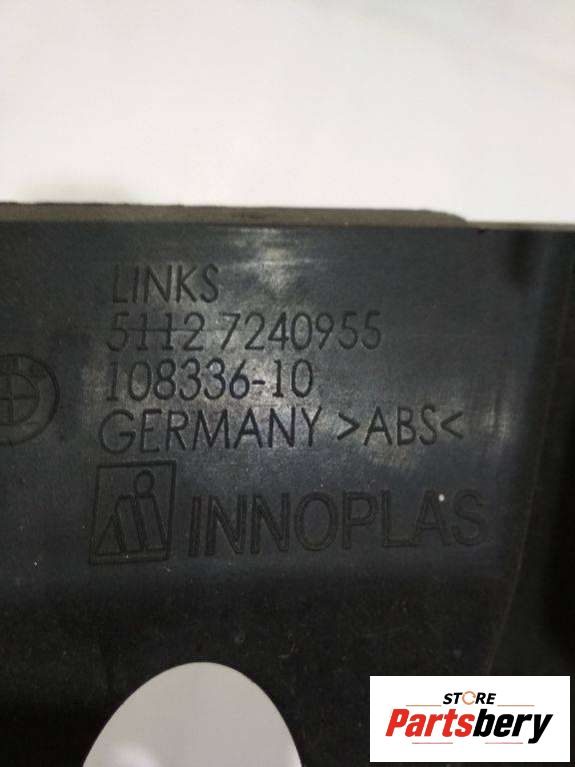 LINKS
5112 7240955
108336-10
GERMANY >ABS<
INNOPLAS
STORE
Partsbery